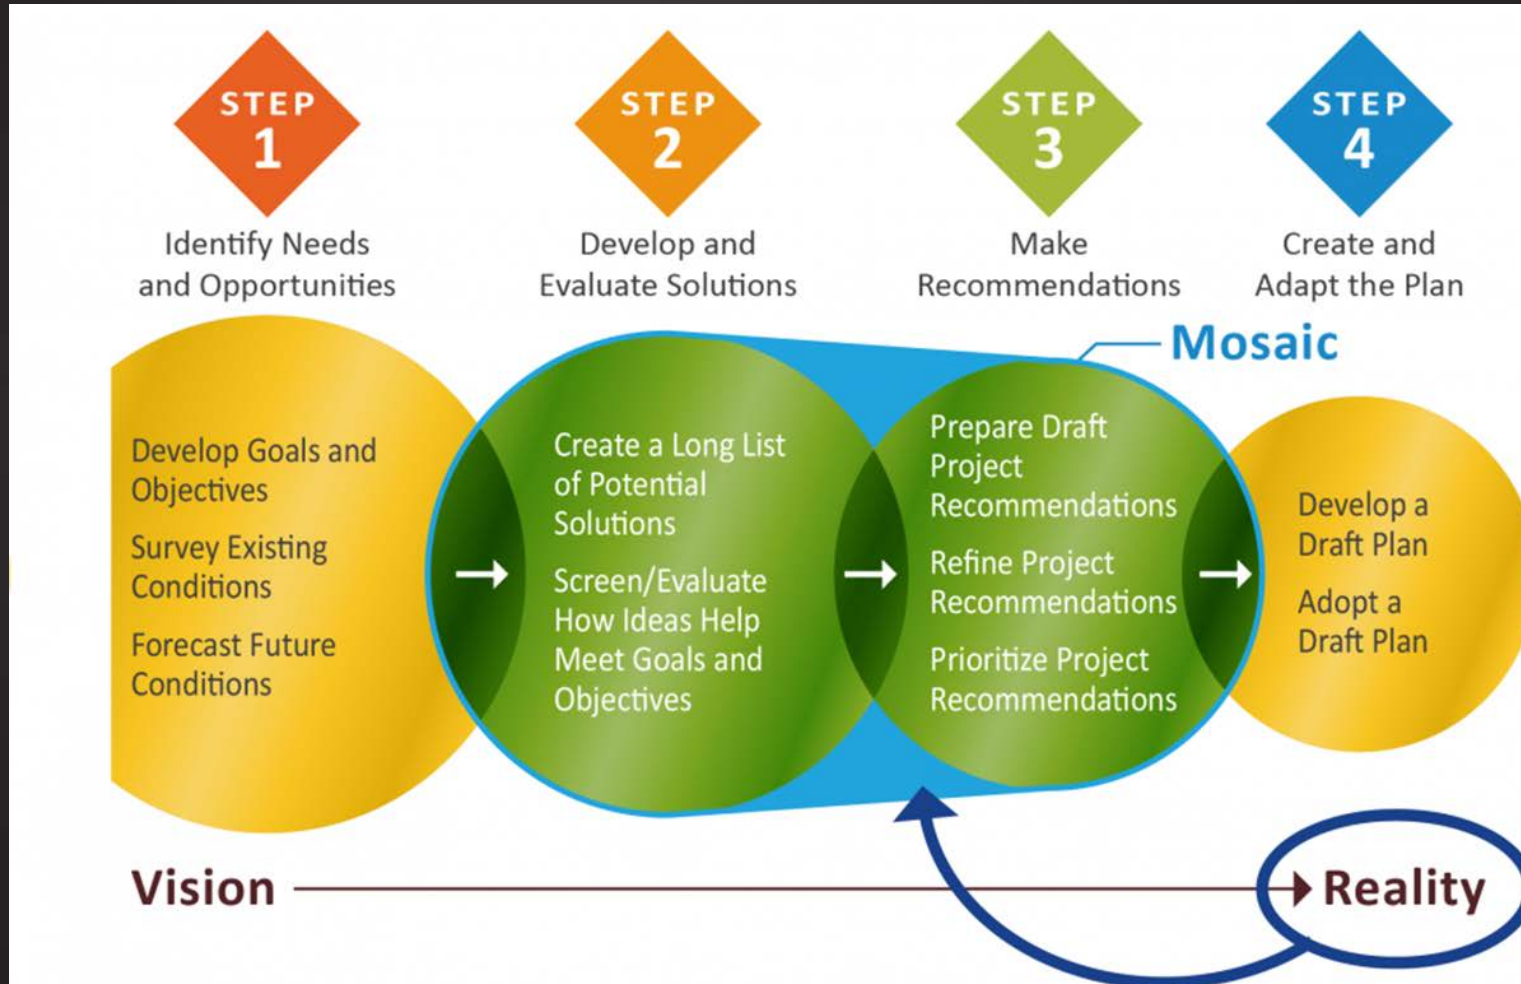 STEP
1
Identify Needs
and Opportunities
STEP
2
Develop and
Evaluate Solutions
STEP
3
Make
Recommendations
STEP
4
Create and
Adapt the Plan
Mosaic
Develop Goals and
Objectives
Survey Existing
Conditions
Forecast Future
Conditions
Create a Long List
of Potential
Solutions
Screen/Evaluate
How Ideas Help
Meet Goals and
Objectives
Prepare Draft
Project
Recommendations
Refine Project
Recommendations
Prioritize Project
Recommendations
Develop a
Draft Plan
Adopt a
Draft Plan
Vision
Reality